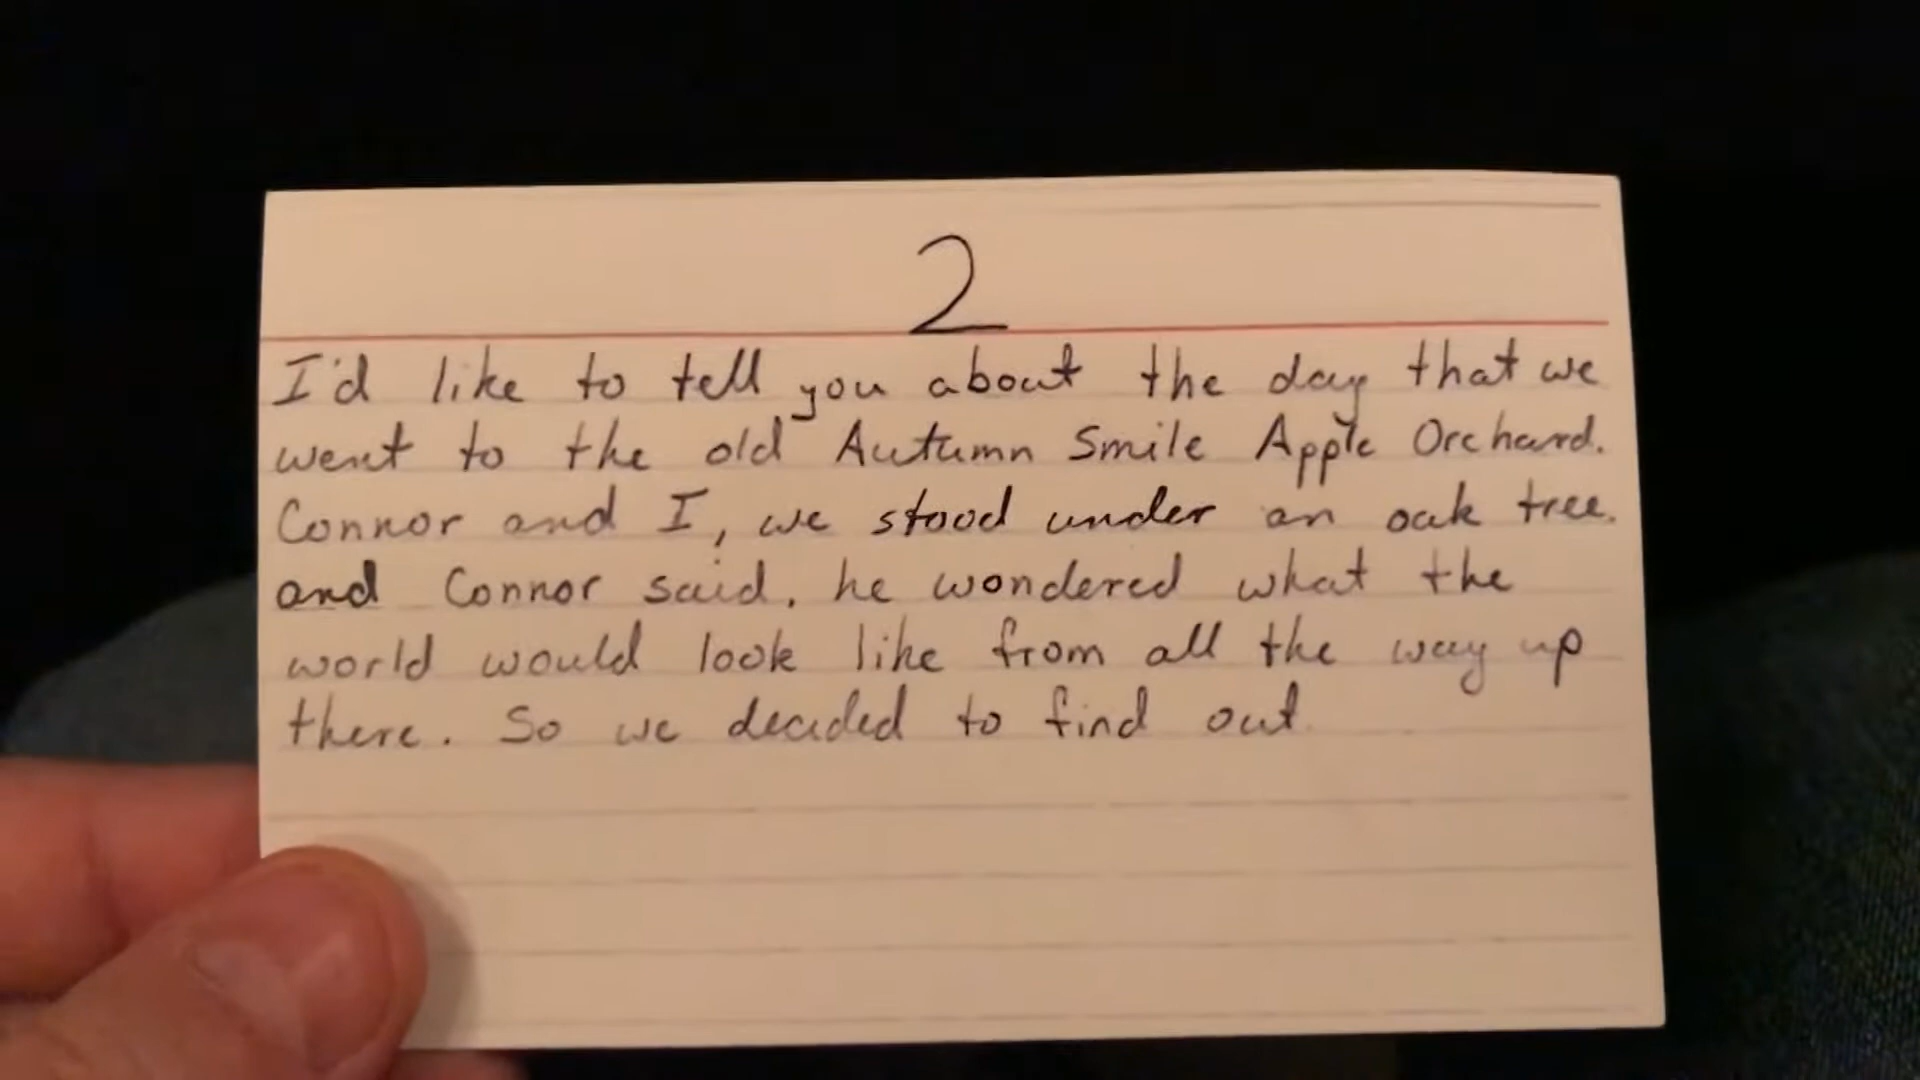 2
I'd like to tell you about the day that we
went to the old Autumn Smile Apple Orchard.
Connor and I, we stood under an oak tree.
and Connor said, he wondered what the
world would look like from all the way up
there. So we decided to find out.